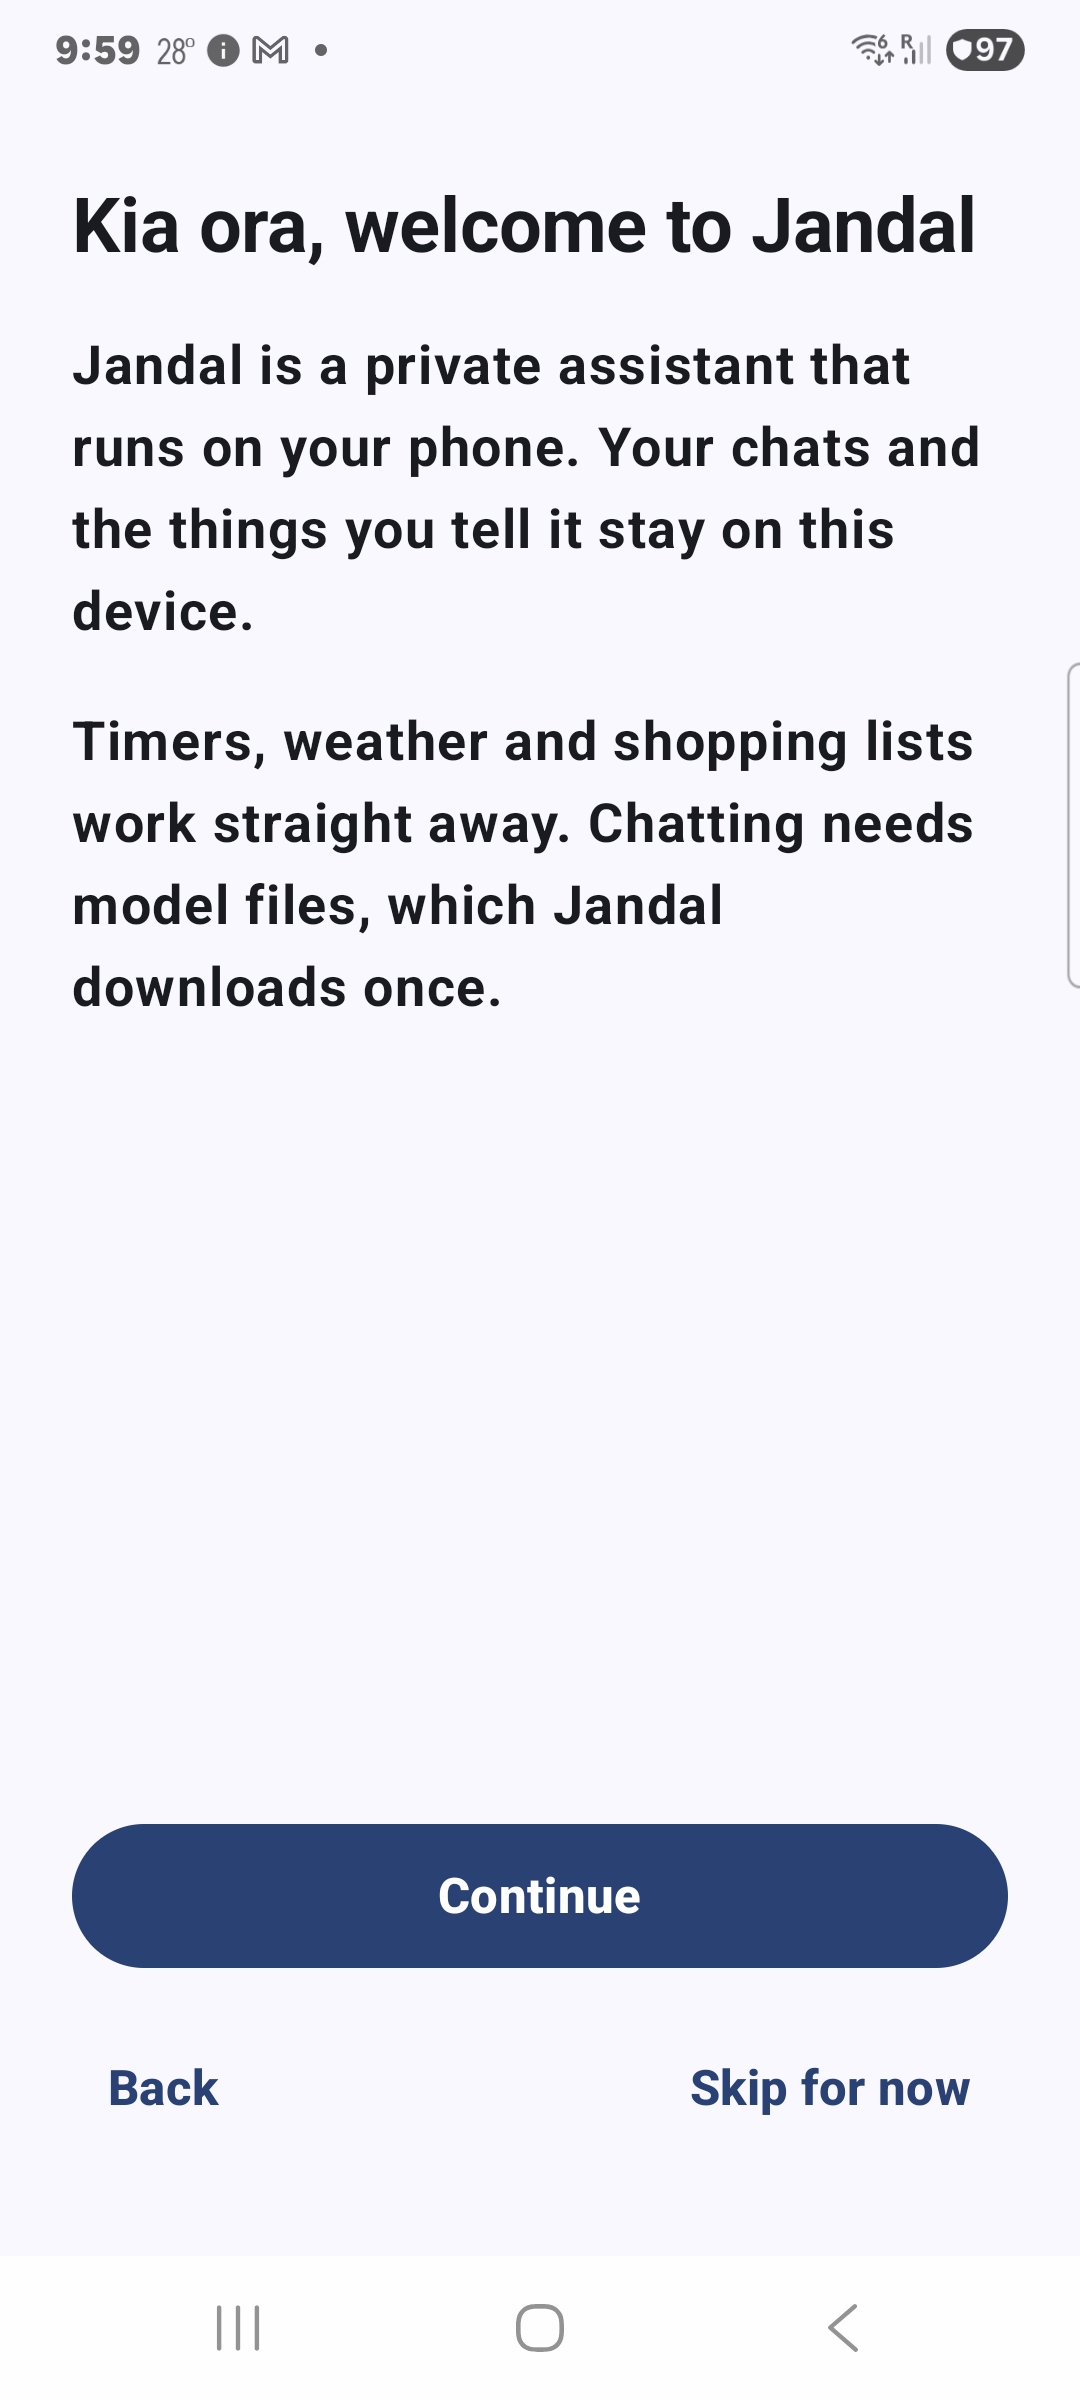 9:59 28° 97
Kia ora, welcome to Jandal
Jandal is a private assistant that
runs on your phone. Your chats and
the things you tell it stay on this
device.
Timers, weather and shopping lists
work straight away. Chatting needs
model files, which Jandal
downloads once.
Continue
Back Skip for now